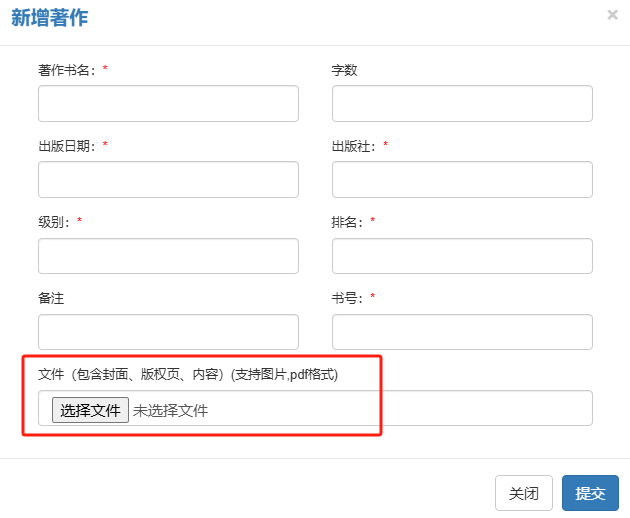 新增著作 ×
著作书名: * 字数
出版日期: * 出版社: *
级别: * 排名: *
备注 书号: *
文件（包含封面、版权页、内容）(支持图片,pdf格式)
选择文件 未选择文件
关闭 提交